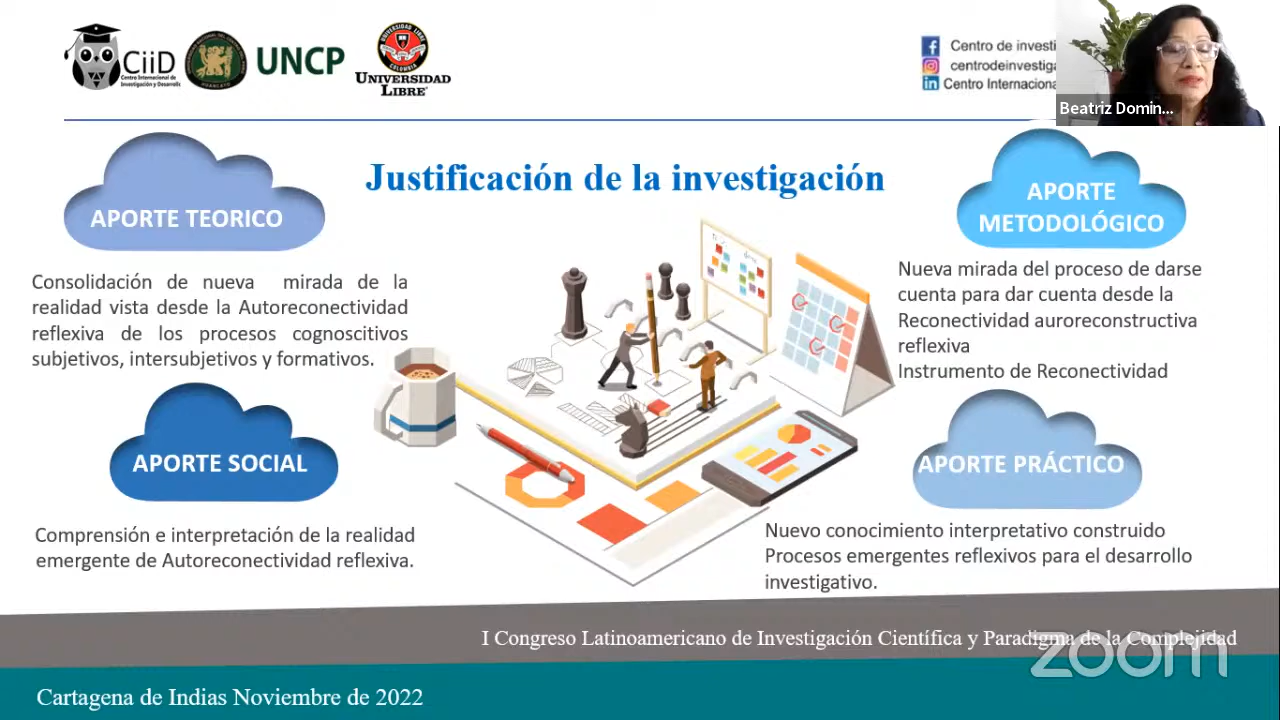 CiiD
Centro Internacional de
Investigación y Desarrollo
UNCP
UNIVERSIDAD LIBRE
COLOMBIA
UNIVERSIDAD
LIBRE
Centro de investi
centrodeinvestiga
Centro Internaciona
Beatriz Domin...
Justificación de la investigación
APORTE TEORICO
Consolidación de nueva mirada de la
realidad vista desde la Autoreconectividad
reflexiva de los procesos cognoscitivos
subjetivos, intersubjetivos y formativos.
APORTE
METODOLÓGICO
Nueva mirada del proceso de darse
cuenta para dar cuenta desde la
Reconectividad auroreconstructiva
reflexiva
Instrumento de Reconectividad
APORTE SOCIAL
Comprensión e interpretación de la realidad
emergente de Autoreconectividad reflexiva.
APORTE PRÁCTICO
Nuevo conocimiento interpretativo construido
Procesos emergentes reflexivos para el desarrollo
investigativo.
I Congreso Latinoamericano de Investigación Científica y Paradigma de la Complejidad
zoom
Cartagena de Indias Noviembre de 2022